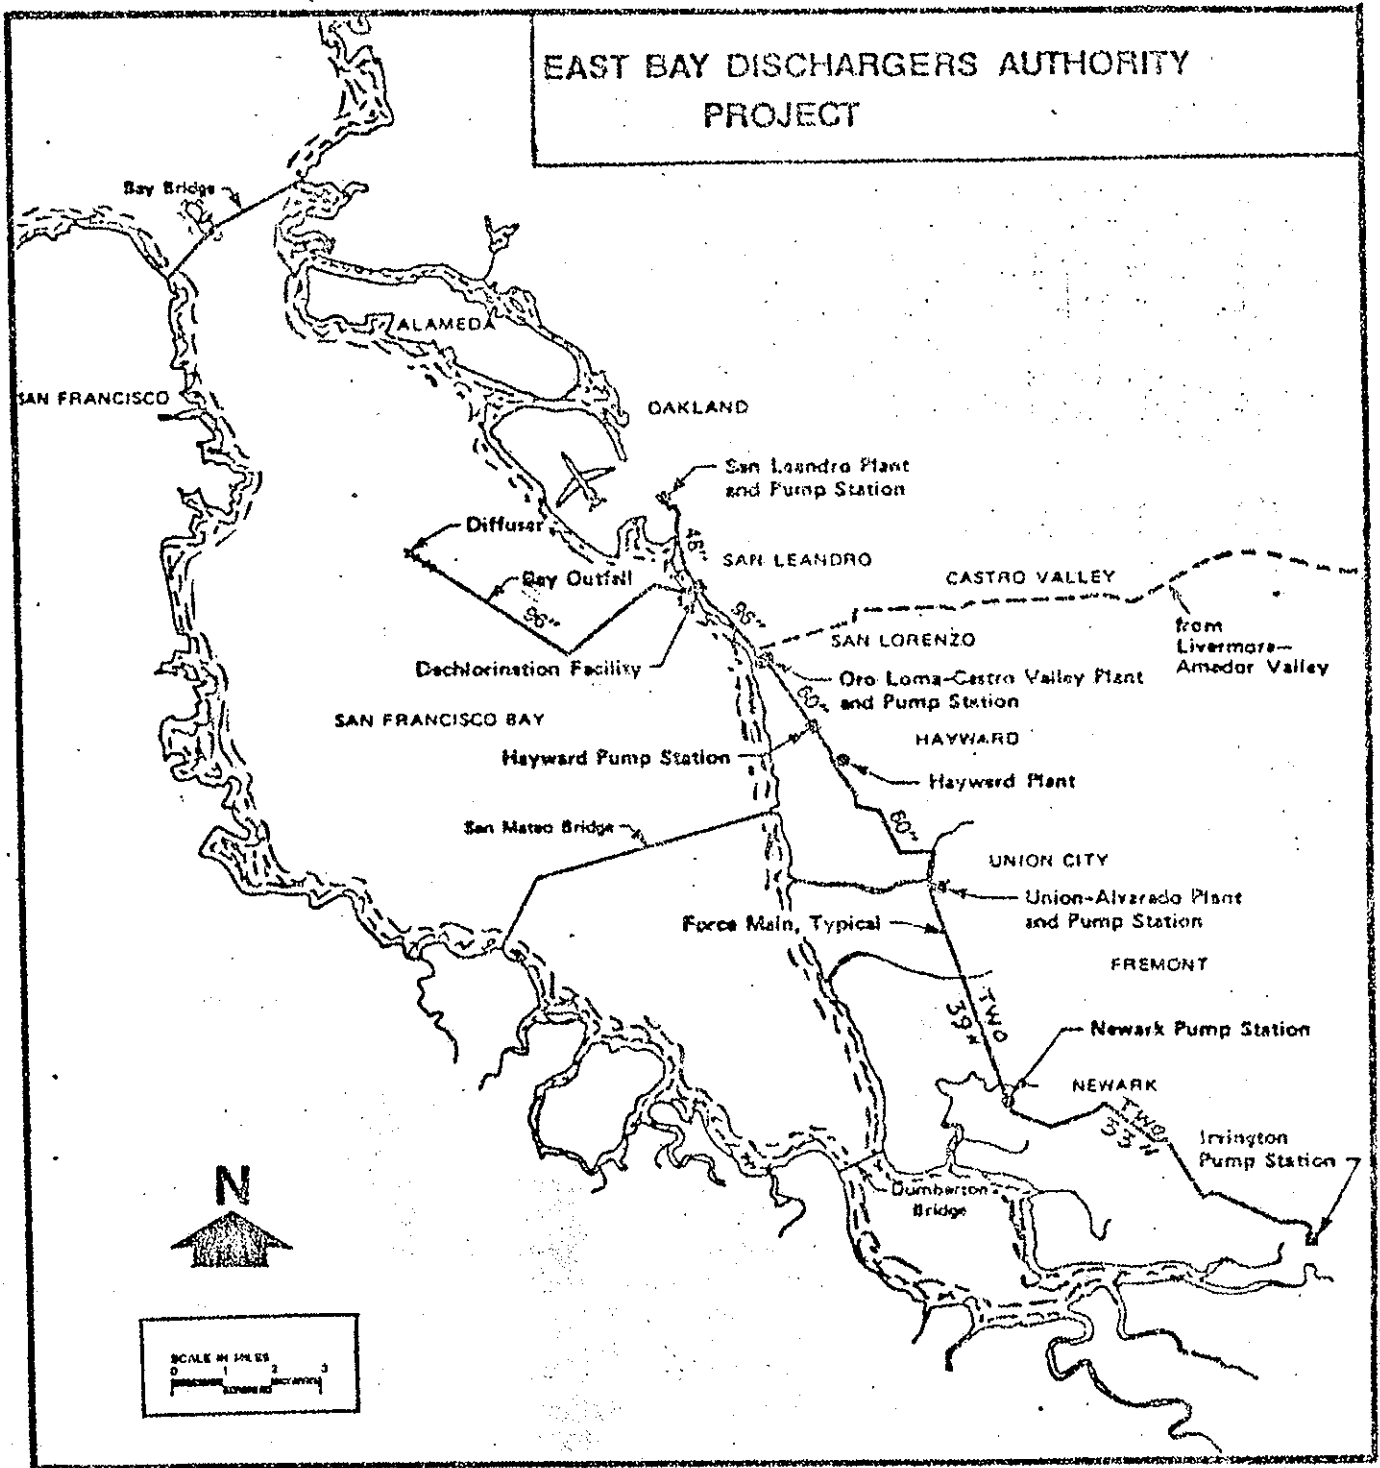 EAST BAY DISCHARGERS AUTHORITY
PROJECT
Bay Bridge
ALAMEDA
SAN FRANCISCO
OAKLAND
San Leandro Plant
and Pump Station
Diffuser
45"
SAN LEANDRO
Bay Outfall
96"
CASTRO VALLEY
96"
from
Livermore-
Amador Valley
SAN LORENZO
Dechlorination Facility
Oro Loma-Castro Valley Plant
and Pump Station
60"
SAN FRANCISCO BAY
HAYWARD
Hayward Pump Station
Hayward Plant
San Mateo Bridge
60"
UNION CITY
Union-Alvarado Plant
and Pump Station
Force Main, Typical
FREMONT
TWO
39"
Newark Pump Station
NEWARK
TWO
33"
Irvington
Pump Station
Dumbarton
Bridge
N
SCALE IN MILES
0 1 2 3